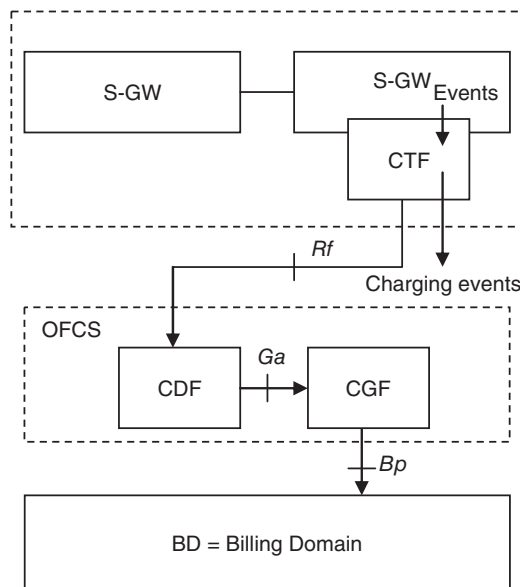 S-GW
S-GW
Events
CTF
Rf
Charging events
OFCS
CDF
Ga
CGF
Bp
BD = Billing Domain